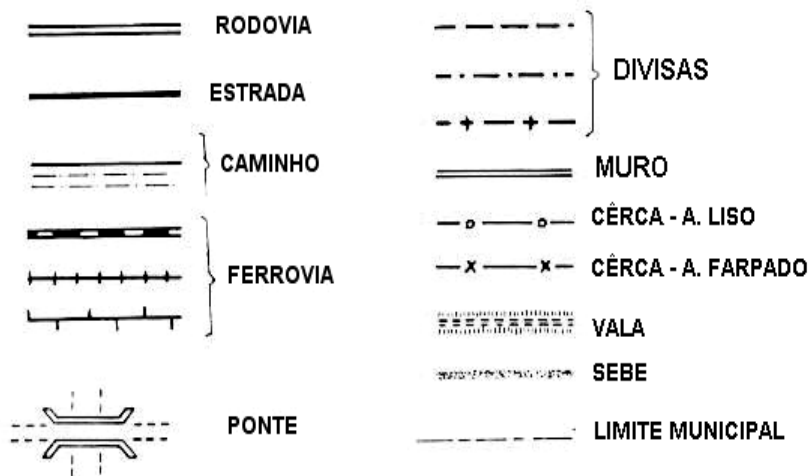 RODOVIA
ESTRADA
CAMINHO
FERROVIA
PONTE
DIVISAS
MURO
CÊRCA - A. LISO
CÊRCA - A. FARPADO
VALA
SEBE
LIMITE MUNICIPAL